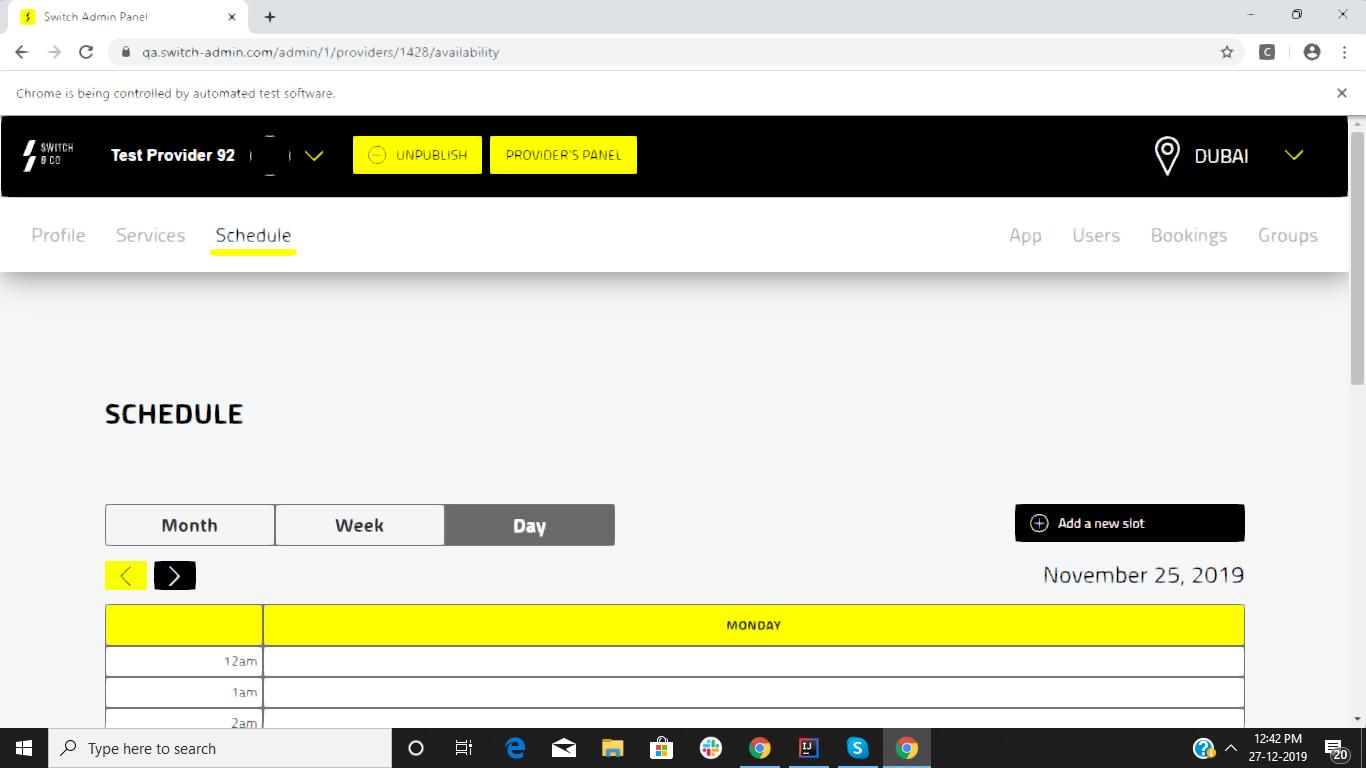 Switch Admin Panel
qa.switch-admin.com/admin/1/providers/1428/availability
Chrome is being controlled by automated test software.
SWITCH
& CO
Test Provider 92
UNPUBLISH
PROVIDER'S PANEL
DUBAI
Profile
Services
Schedule
App
Users
Bookings
Groups
SCHEDULE
Month
Week
Day
Add a new slot
November 25, 2019
MONDAY
12am
1am
2am
Type here to search
12:42 PM
27-12-2019
20